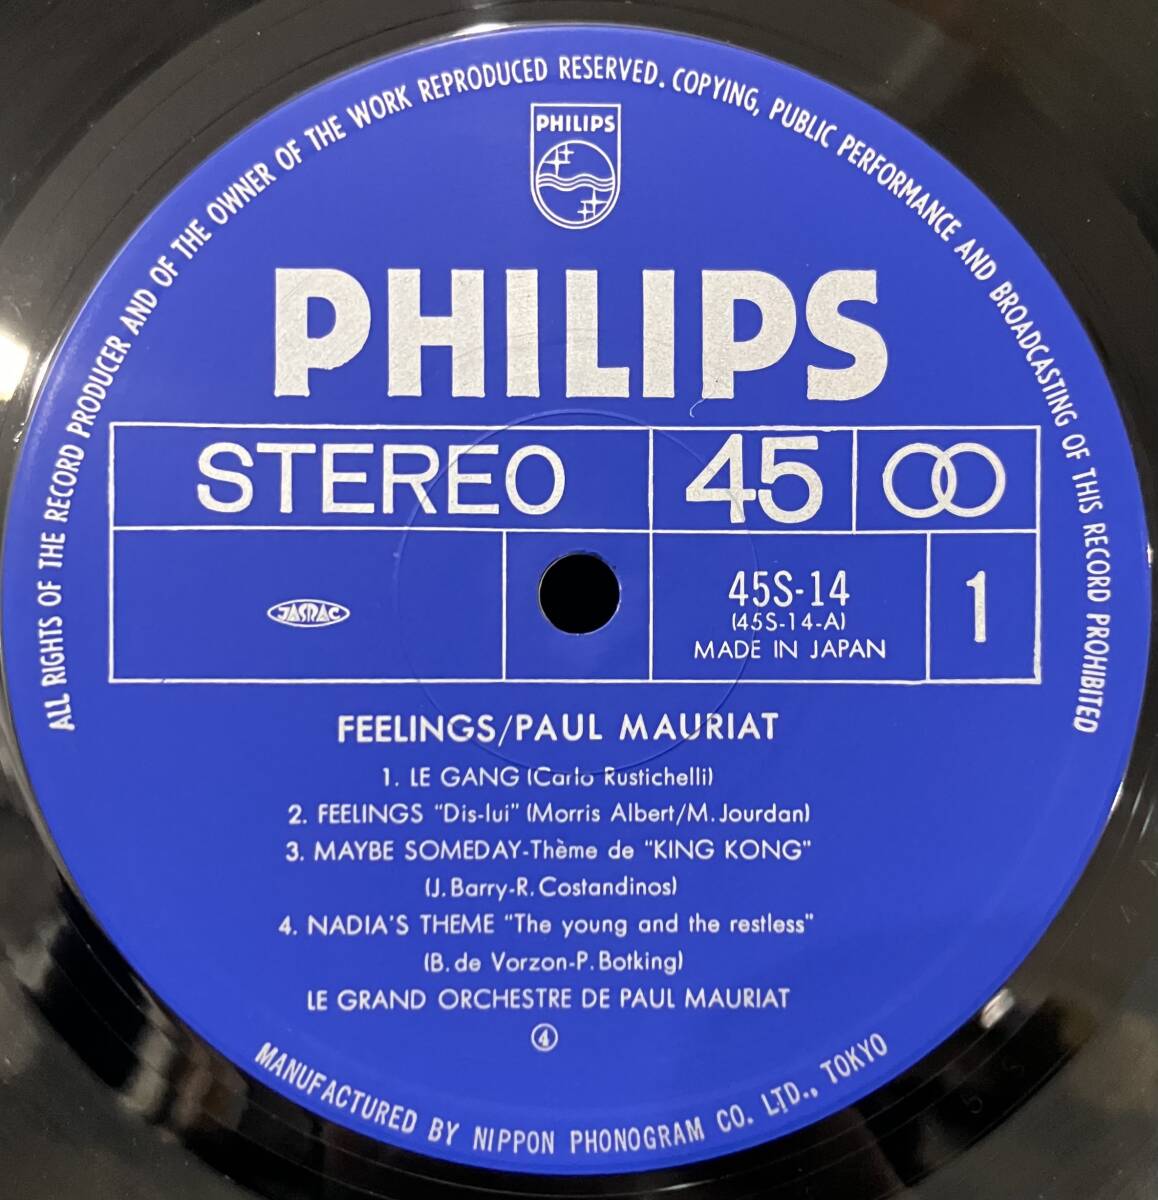 ALL RIGHTS OF THE RECORD PRODUCER AND OF THE OWNER OF THE WORK REPRODUCED RESERVED. COPYING, PUBLIC PERFORMANCE AND BROADCASTING OF THIS RECORD PROHIBITED
PHILIPS
PHILIPS
STEREO 45
JASRAC
45S-14
(45S-14-A)
MADE IN JAPAN
1
FEELINGS/PAUL MAURIAT
1. LE GANG (Carlo Rustichelli)
2. FEELINGS "Dis-lui" (Morris Albert/M. Jourdan)
3. MAYBE SOMEDAY-Thème de "KING KONG"
(J. Barry-R. Costandinos)
4. NADIA'S THEME "The young and the restless"
(B. de Vorzon-P. Botking)
LE GRAND ORCHESTRE DE PAUL MAURIAT
④
MANUFACTURED BY NIPPON PHONOGRAM CO. LTD., TOKYO